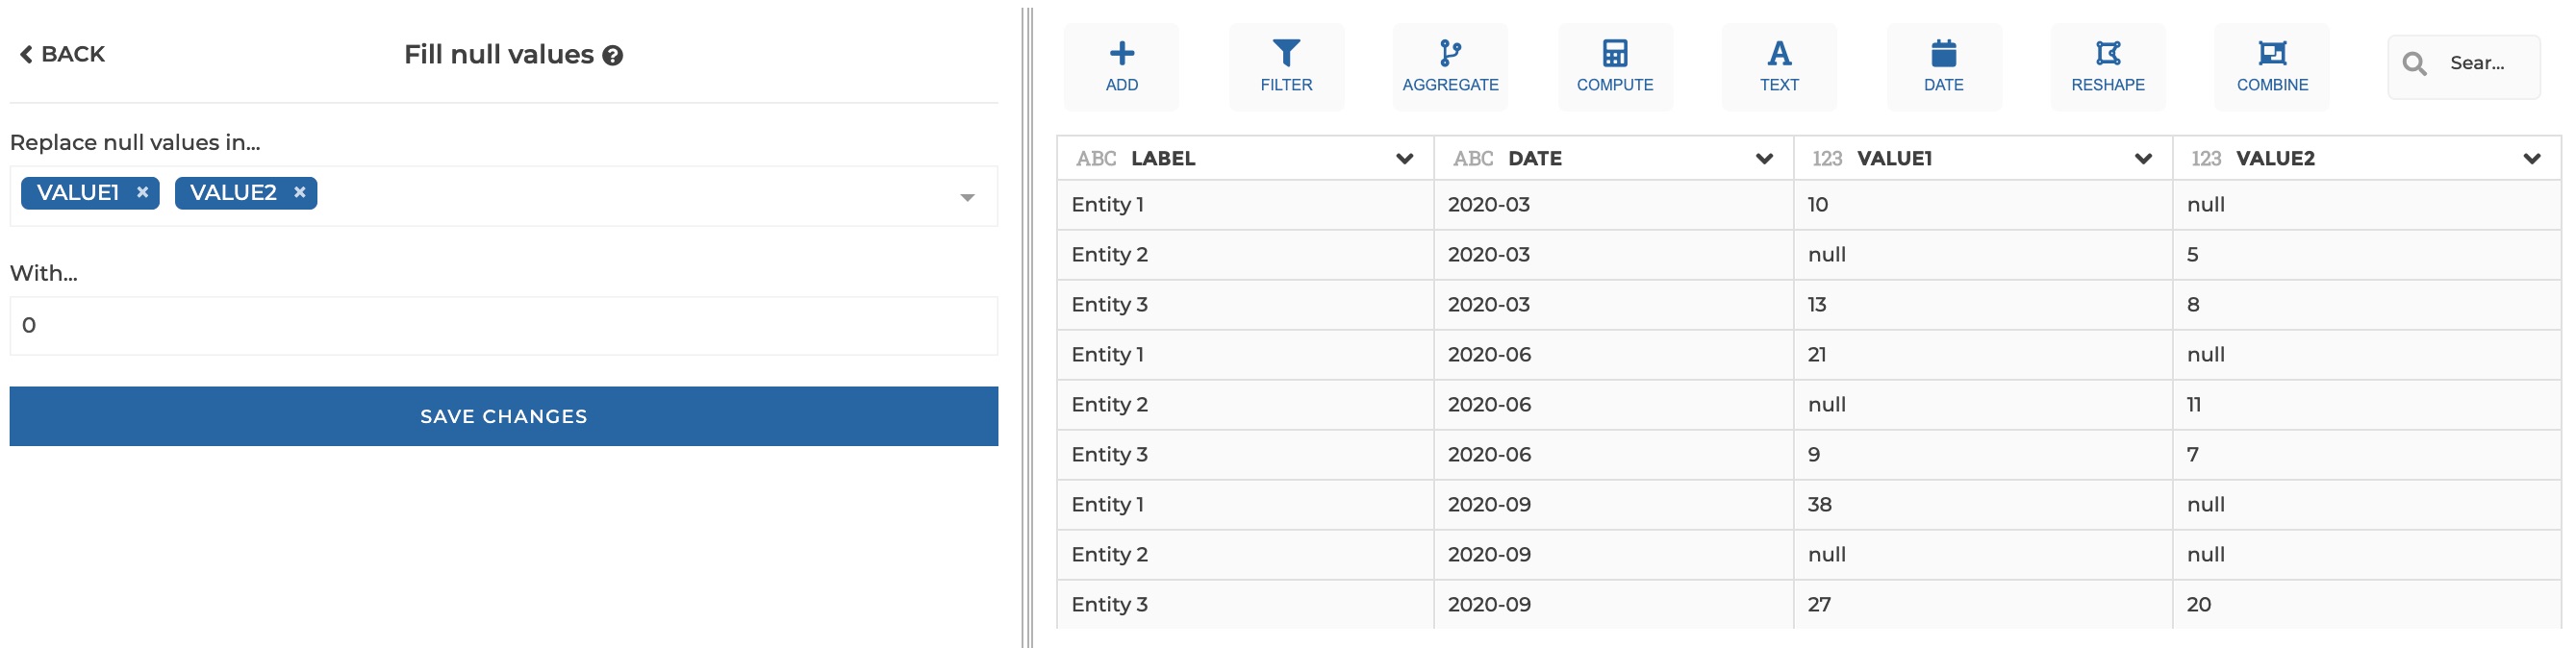 BACK
Fill null values ?
Replace null values in...
VALUE1 × VALUE2 ×
With...
0
SAVE CHANGES
ADD FILTER AGGREGATE COMPUTE TEXT DATE RESHAPE COMBINE Sear...
ABC LABEL ABC DATE 123 VALUE1 123 VALUE2
Entity 1 2020-03 10 null
Entity 2 2020-03 null 5
Entity 3 2020-03 13 8
Entity 1 2020-06 21 null
Entity 2 2020-06 null 11
Entity 3 2020-06 9 7
Entity 1 2020-09 38 null
Entity 2 2020-09 null null
Entity 3 2020-09 27 20